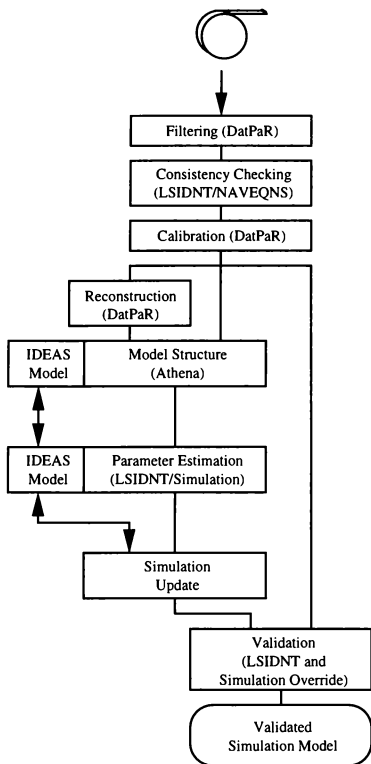 Filtering (DatPaR)
Consistency Checking
(LSIDNT/NAVEQNS)
Calibration (DatPaR)
Reconstruction
(DatPaR)
IDEAS
Model
Model Structure
(Athena)
IDEAS
Model
Parameter Estimation
(LSIDNT/Simulation)
Simulation
Update
Validation
(LSIDNT and
Simulation Override)
Validated
Simulation Model